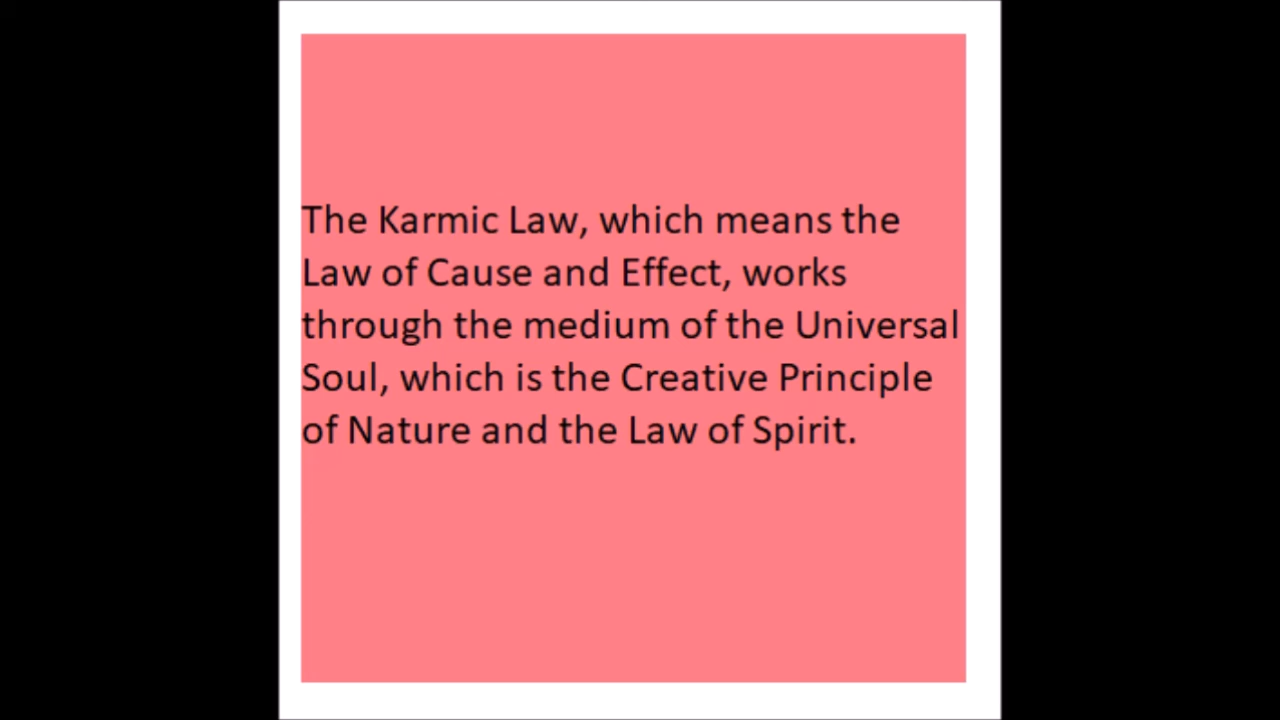 The Karmic Law, which means the
Law of Cause and Effect, works
through the medium of the Universal
Soul, which is the Creative Principle
of Nature and the Law of Spirit.